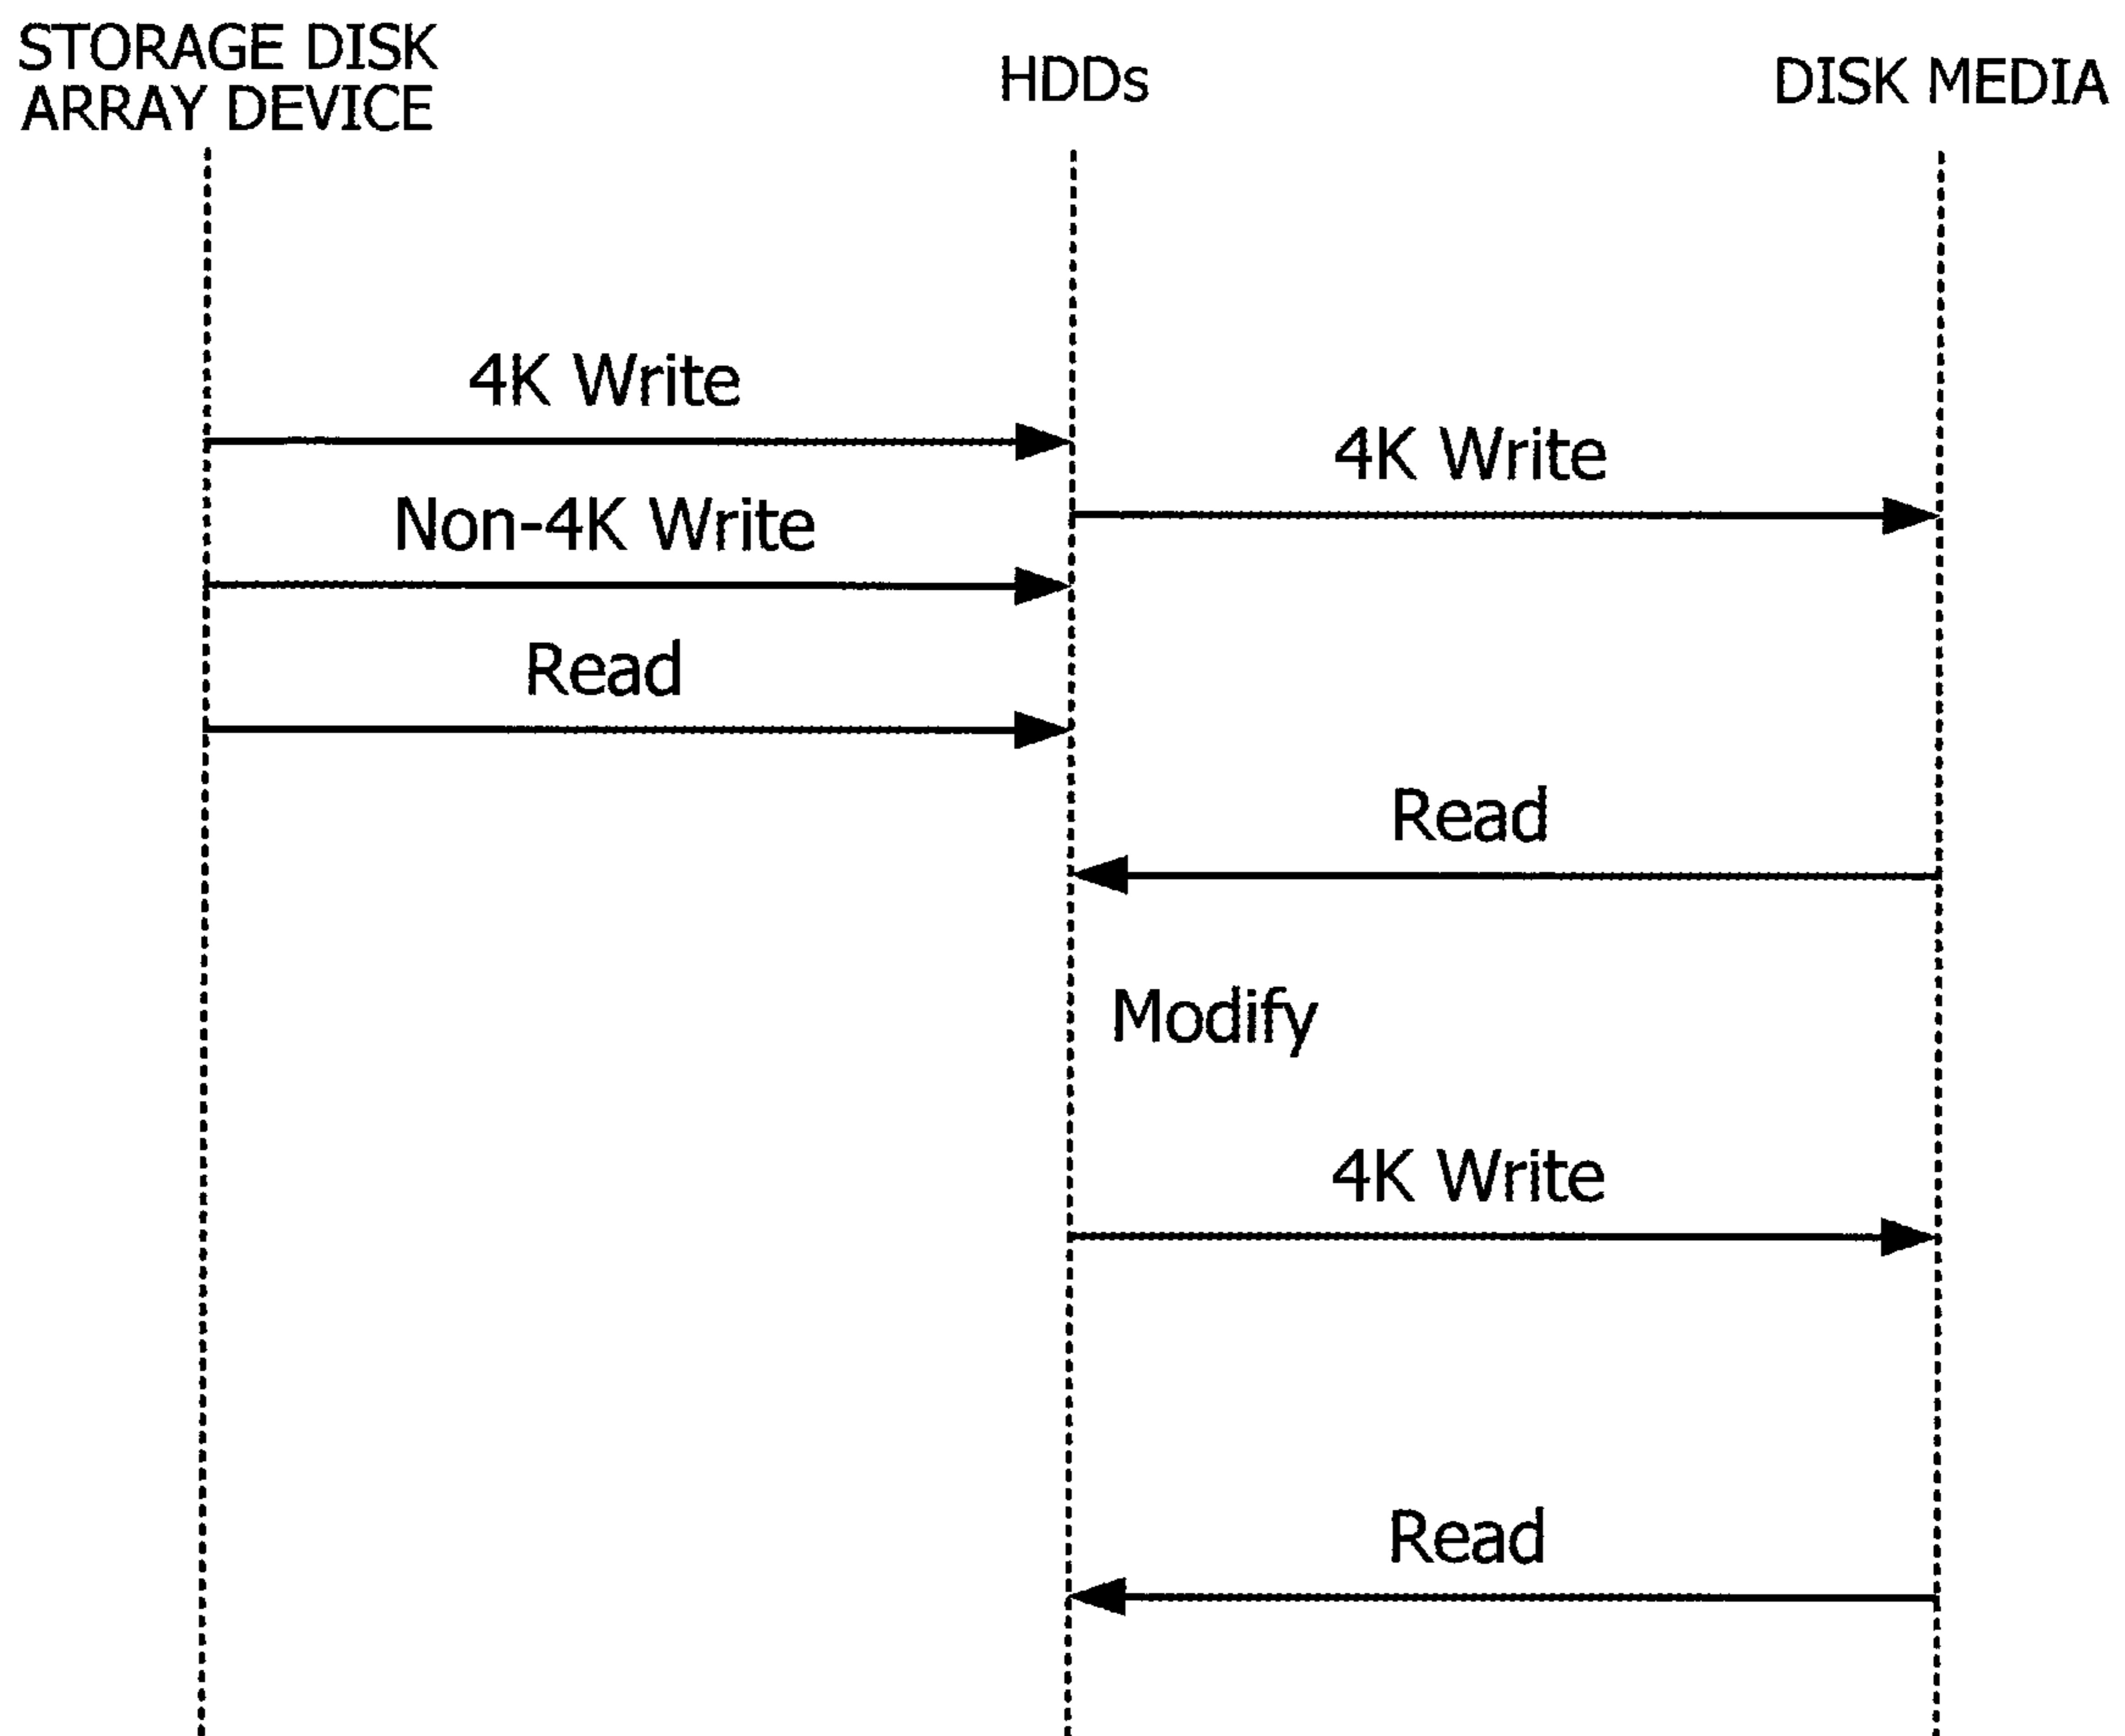 STORAGE DISK
ARRAY DEVICE
HDDs
DISK MEDIA
4K Write
4K Write
Non-4K Write
Read
Read
Modify
4K Write
Read